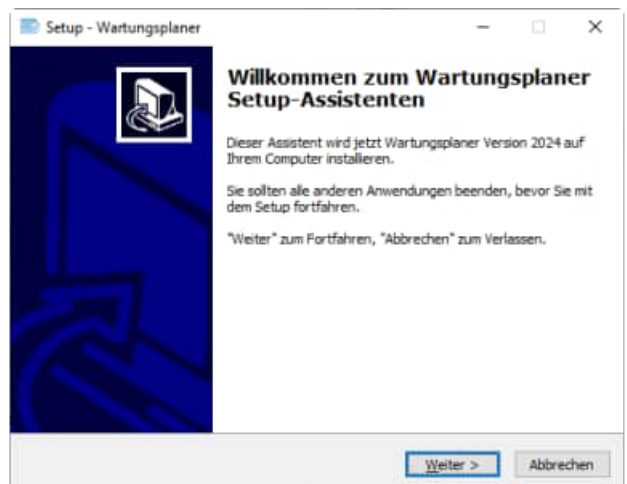 Setup - Wartungsplaner
Willkommen zum Wartungsplaner
Setup-Assistenten
Dieser Assistent wird jetzt Wartungsplaner Version 2024 auf
Ihrem Computer installieren.
Sie sollten alle anderen Anwendungen beenden, bevor Sie mit
dem Setup fortfahren.
"Weiter" zum Fortfahren, "Abbrechen" zum Verlassen.
Weiter >
Abbrechen